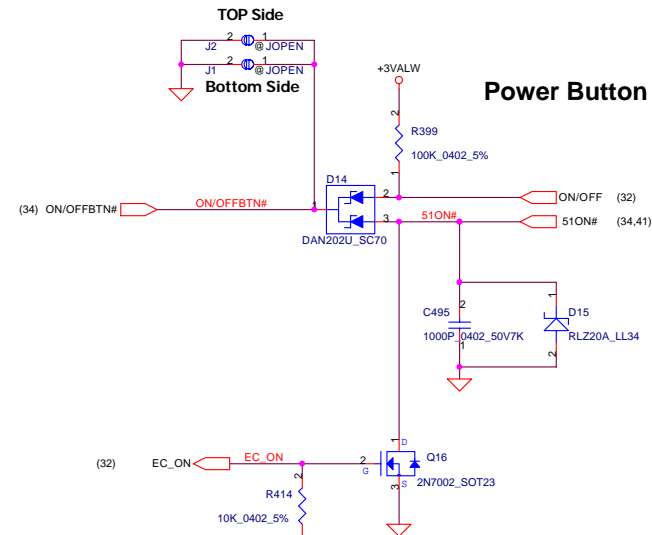 TOP Side
2 1
J2 @JOPEN
2 1
J1 @JOPEN
Bottom Side
+3VALW
Power Button
2
R399
100K_0402_5%
1
D14
2 ON/OFF (32)
(34) ON/OFFBTN# ON/OFFBTN# 1
3 51ON# 51ON# (34,41)
DAN202U_SC70
2 1
C495 D15
1000P_0402_50V7K RLZ20A_LL34
1 2
1 D
(32) EC_ON EC_ON 2 G Q16
S 2N7002_SOT23
3
2
R414
10K_0402_5%